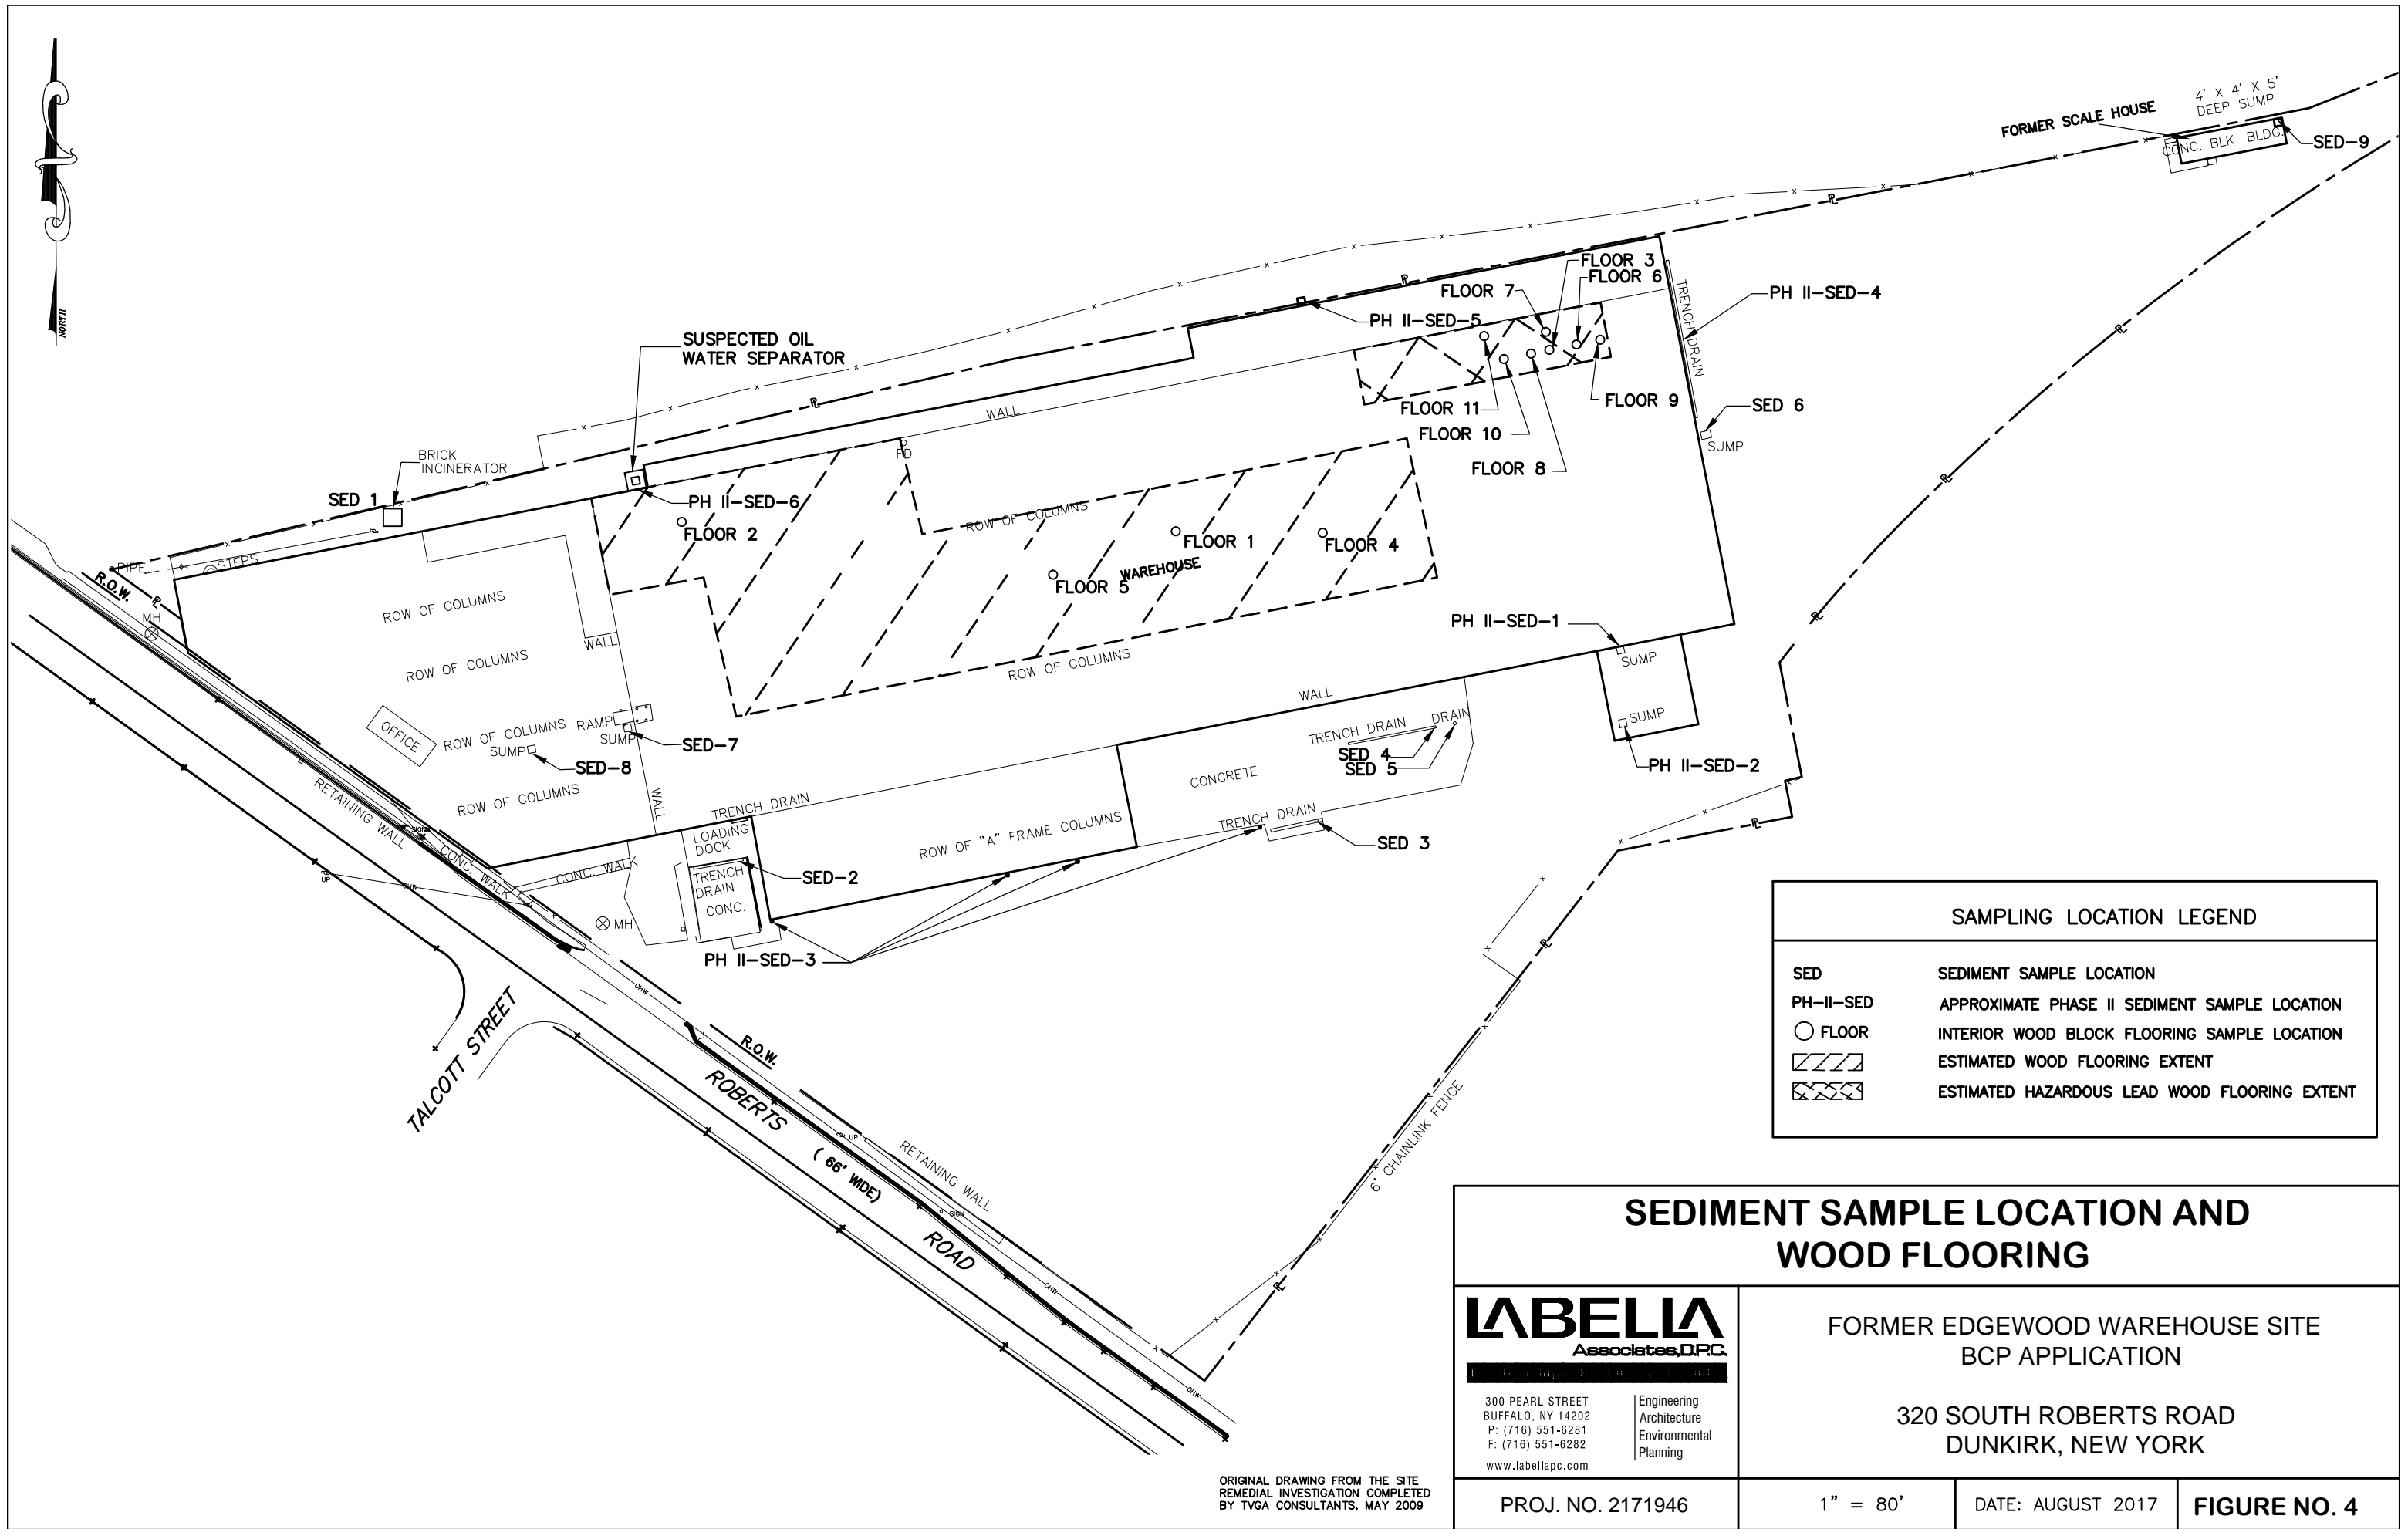 NORTH
4' X 4' X 5'
DEEP SUMP
FORMER SCALE HOUSE
CONC. BLK. BLDG.
SED-9
FLOOR 3
FLOOR 6
FLOOR 7
TRENCH DRAIN
PH II-SED-4
PH II-SED-5
SUSPECTED OIL
WATER SEPARATOR
WALL
FLOOR 11
FLOOR 9
SED 6
FLOOR 10
SUMP
FLOOR 8
BRICK
INCINERATOR
FD
SED 1
PH II-SED-6
ROW OF COLUMNS
FLOOR 2
FLOOR 1
FLOOR 4
WAREHOUSE
FLOOR 5
PIPE
STEPS
R.O.W.
MH
ROW OF COLUMNS
WALL
ROW OF COLUMNS
ROW OF COLUMNS
PH II-SED-1
SUMP
WALL
OFFICE
ROW OF COLUMNS
RAMP
SUMP
SUMP
SED-7
SED-8
TRENCH DRAIN
DRAIN
SED 4
SED 5
SUMP
PH II-SED-2
CONCRETE
RETAINING WALL
ROW OF COLUMNS
WALL
TRENCH DRAIN
LOADING
DOCK
ROW OF "A" FRAME COLUMNS
TRENCH DRAIN
SED 3
SIGN
CONC. WALK
CONC. WALK
TRENCH
DRAIN
CONC.
SED-2
UP
OHW
MH
PH II-SED-3
OHW
TALCOTT STREET
R.O.W.
ROBERTS
( 66' WIDE)
ROAD
UP
RETAINING WALL
SIGN
OHW
OHW
6' CHAINLINK FENCE
SAMPLING LOCATION LEGEND
SED SEDIMENT SAMPLE LOCATION
PH-II-SED APPROXIMATE PHASE II SEDIMENT SAMPLE LOCATION
FLOOR INTERIOR WOOD BLOCK FLOORING SAMPLE LOCATION
ESTIMATED WOOD FLOORING EXTENT
ESTIMATED HAZARDOUS LEAD WOOD FLOORING EXTENT
SEDIMENT SAMPLE LOCATION AND
WOOD FLOORING
LABELLA
Associates, D.P.C.
300 PEARL STREET
BUFFALO, NY 14202
P: (716) 551-6281
F: (716) 551-6282
www.labellapc.com
Engineering
Architecture
Environmental
Planning
FORMER EDGEWOOD WAREHOUSE SITE
BCP APPLICATION
320 SOUTH ROBERTS ROAD
DUNKIRK, NEW YORK
ORIGINAL DRAWING FROM THE SITE
REMEDIAL INVESTIGATION COMPLETED
BY TVGA CONSULTANTS, MAY 2009
PROJ. NO. 2171946
1" = 80'
DATE: AUGUST 2017
FIGURE NO. 4